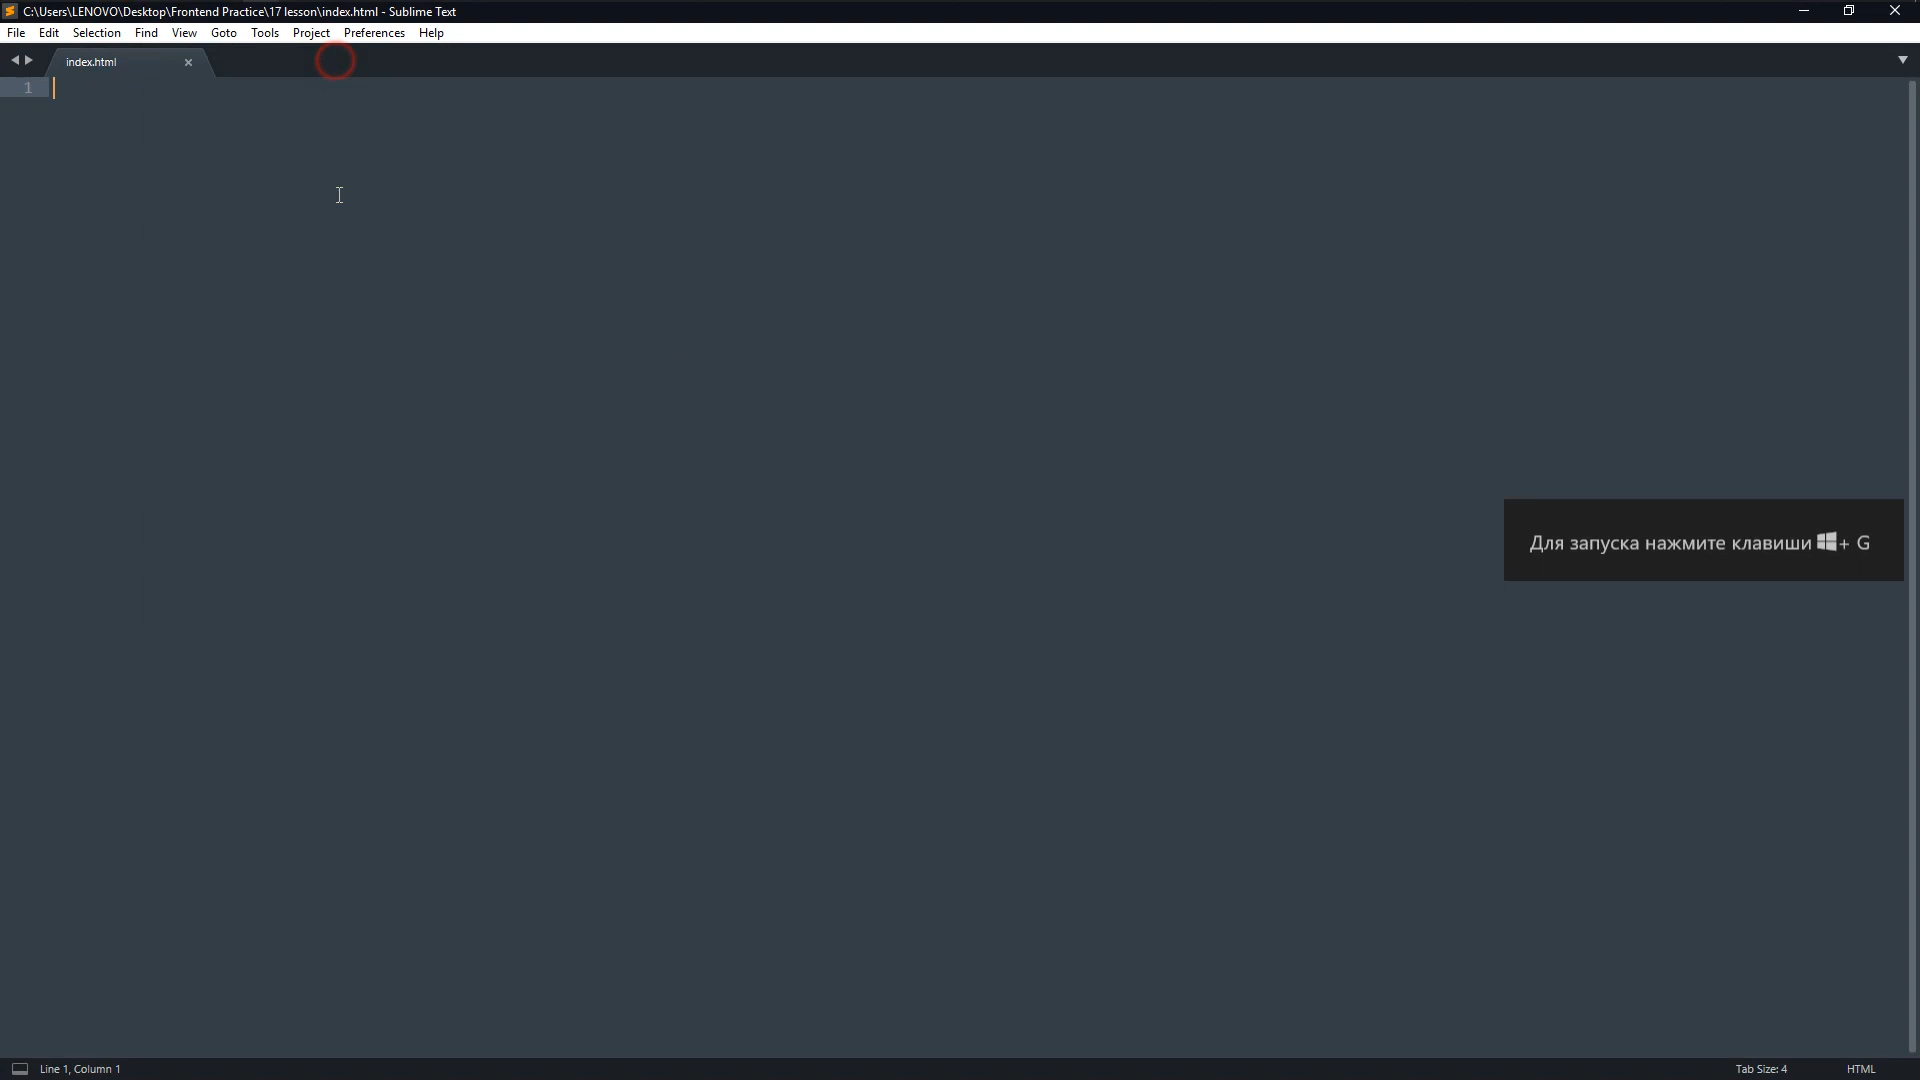 C:\Users\LENOVO\Desktop\Frontend Practice\17 lesson\index.html - Sublime Text
File Edit Selection Find View Goto Tools Project Preferences Help
index.html
1
Для запуска нажмите клавиши + G
Line 1, Column 1
Tab Size: 4
HTML